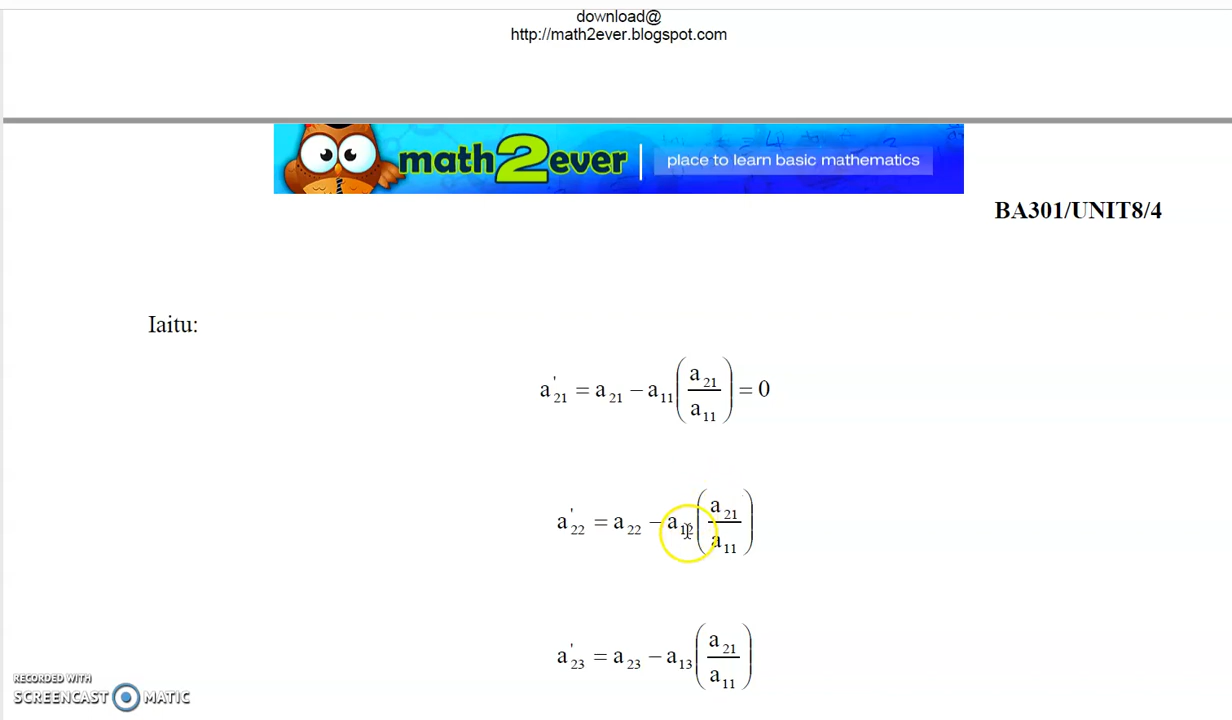 download@
http://math2ever.blogspot.com
math2ever | place to learn basic mathematics
BA301/UNIT8/4
Iaitu:
a'₂₁ = a₂₁ − a₁₁ (a₂₁ / a₁₁) = 0
a'₂₂ = a₂₂ − a₁₂ (a₂₁ / a₁₁)
a'₂₃ = a₂₃ − a₁₃ (a₂₁ / a₁₁)
RECORDED WITH
SCREENCAST MATIC